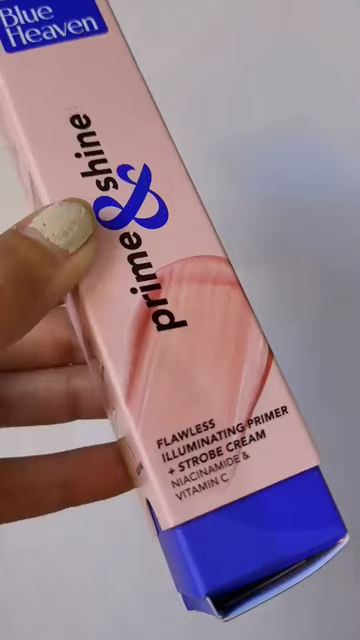 Blue
Heaven
prime & shine
FLAWLESS
ILLUMINATING PRIMER
+ STROBE CREAM
NIACINAMIDE &
VITAMIN C